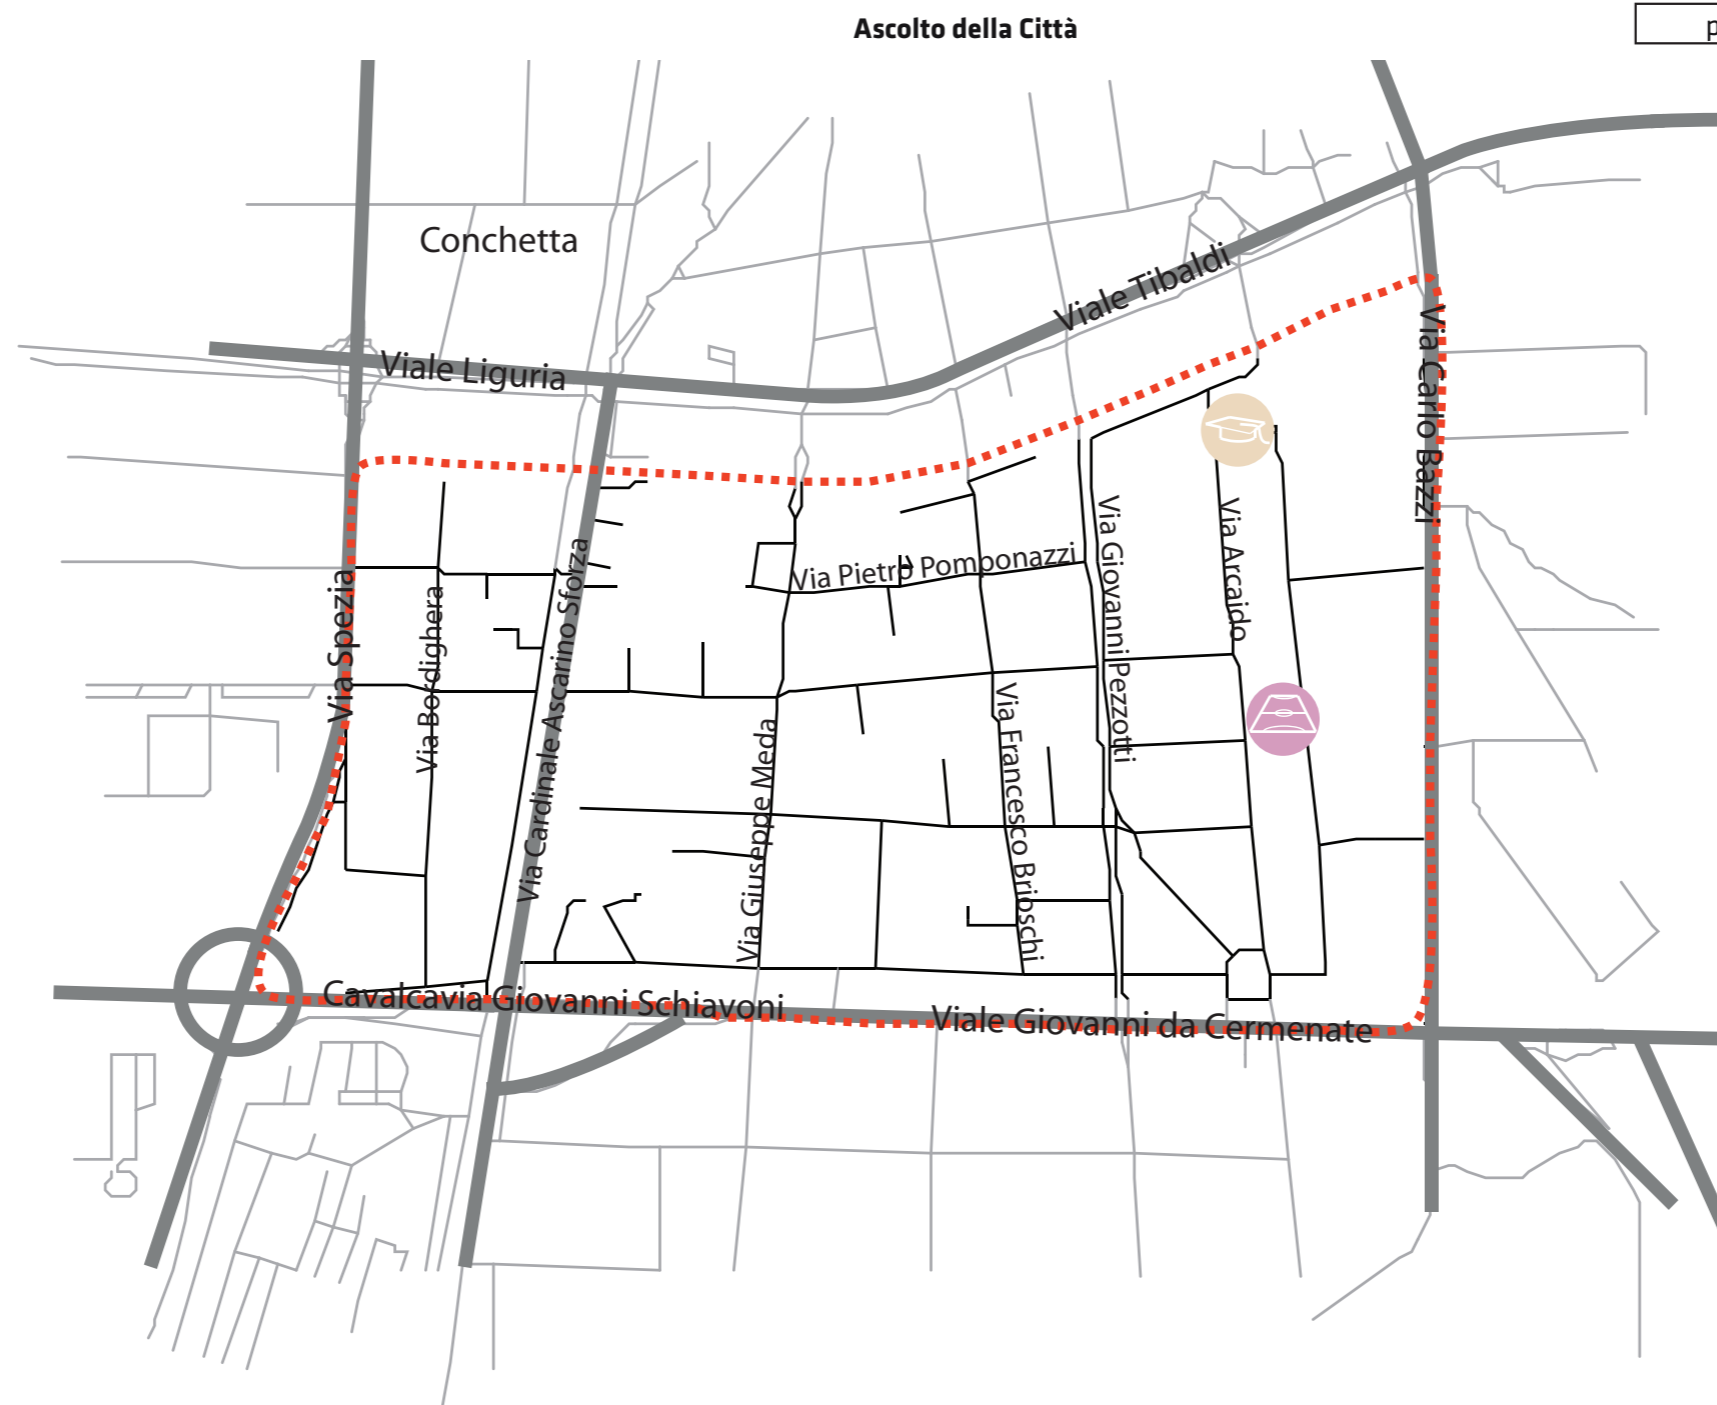 Ascolto della Città
p
Conchetta
Viale Tibaldi
Viale Liguria
Via Carlo Bazzi
Via Pietro Pomponazzi
Via Giovanni Pezzotti
Via Arcaido
Via Spezia
Via Bordighera
Via Cardinale Ascanino Sforza
Via Giuseppe Meda
Via Francesco Brioschi
Cavalcavia Giovanni Schiavoni
Viale Giovanni da Cermenate